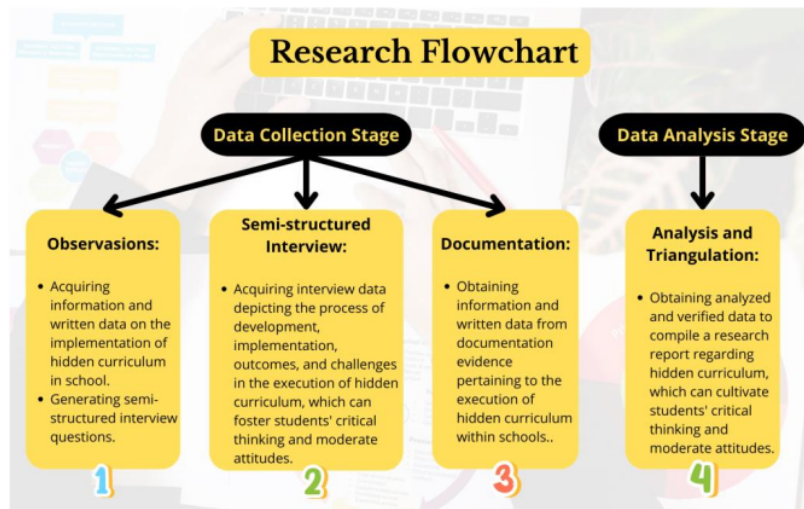 Research Flowchart
Data Collection Stage
Data Analysis Stage
Observasions:
• Acquiring
information and
written data on the
implementation of
hidden curriculum
in school.
• Generating semi-
structured interview
questions.
1
Semi-structured
Interview:
• Acquiring interview data
depicting the process of
development,
implementation,
outcomes, and challenges
in the execution of hidden
curriculum, which can
foster students' critical
thinking and moderate
attitudes.
2
Documentation:
• Obtaining
information and
written data from
documentation
evidence
pertaining to the
execution of
hidden curriculum
within schools..
3
Analysis and
Triangulation:
• Obtaining analyzed
and verified data to
compile a research
report regarding
hidden curriculum,
which can cultivate
students' critical
thinking and
moderate attitudes.
4